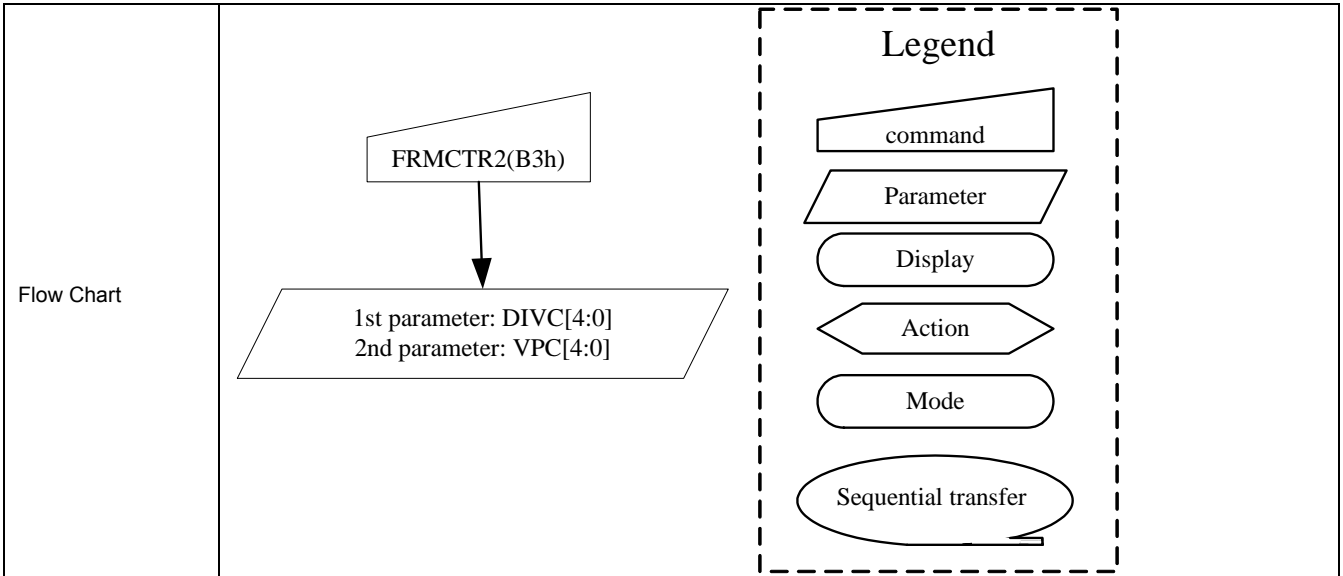 Flow Chart
FRMCTR2(B3h)
1st parameter: DIVC[4:0]
2nd parameter: VPC[4:0]
Legend
command
Parameter
Display
Action
Mode
Sequential transfer